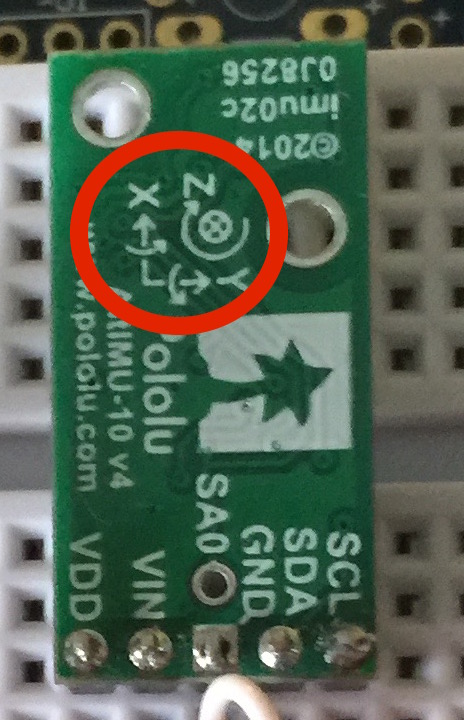 0J8256
imu02c
©2014
Z
X
Y
Pololu
AltIMU-10 v4
www.pololu.com
SA0
VDD
VIN
GND
SDA
SCL